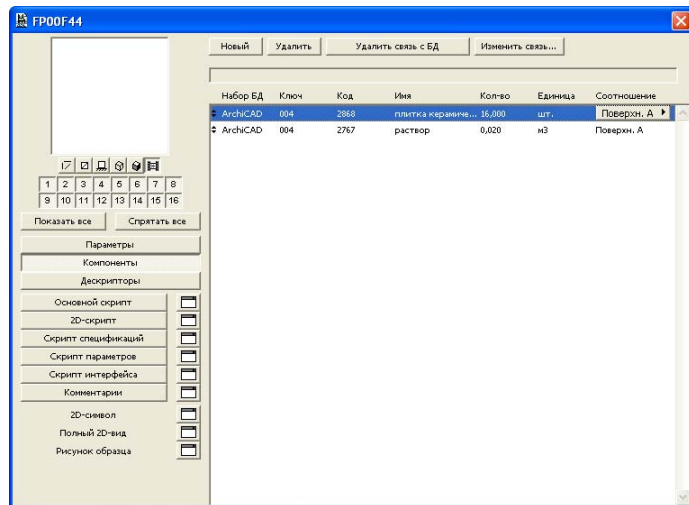 FP00F44
Новый Удалить Удалить связь с БД Изменить связь...
Набор БД Ключ Код Имя Кол-во Единица Соотношение
ArchiCAD 004 2868 плитка керамиче... 16,000 шт. Поверхн. А
ArchiCAD 004 2767 раствор 0,020 м3 Поверхн. А
1 2 3 4 5 6 7 8
9 10 11 12 13 14 15 16
Показать все Спрятать все
Параметры
Компоненты
Дескрипторы
Основной скрипт
2D-скрипт
Скрипт спецификаций
Скрипт параметров
Скрипт интерфейса
Комментарии
2D-символ
Полный 2D-вид
Рисунок образца